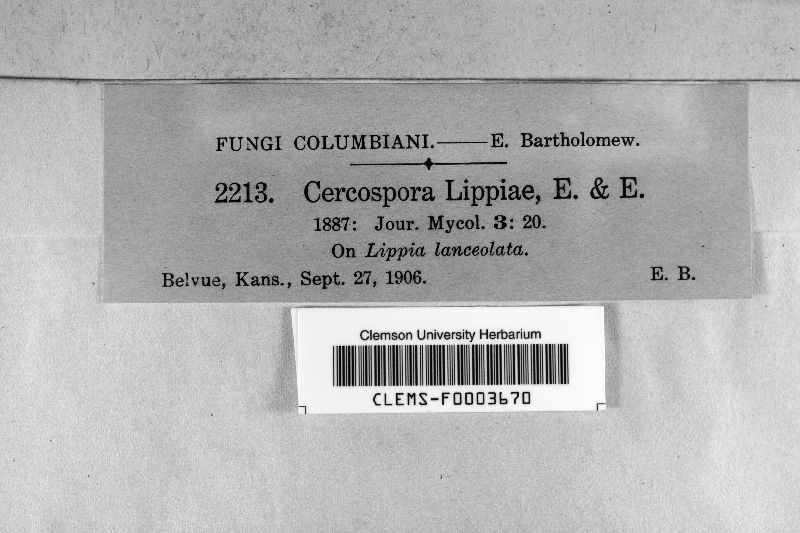 FUNGI COLUMBIANI.——E. Bartholomew.
2213. Cercospora Lippiae, E. & E.
1887: Jour. Mycol. 3: 20.
On Lippia lanceolata.
Belvue, Kans., Sept. 27, 1906. E. B.
Clemson University Herbarium
CLEMS-F0003670